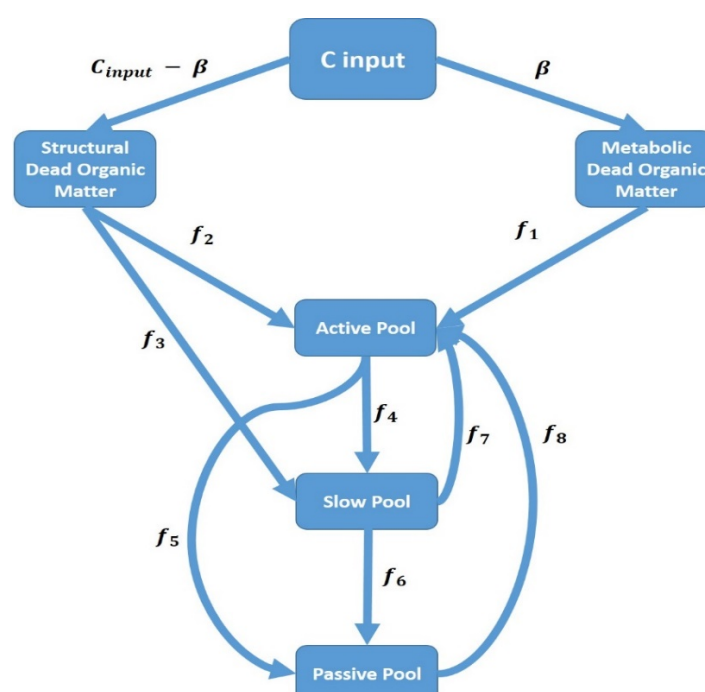 C input
C_input − β
β
Structural
Dead Organic
Matter
Metabolic
Dead Organic
Matter
f₂
f₁
Active Pool
f₃
f₄
f₇
f₈
Slow Pool
f₅
f₆
Passive Pool